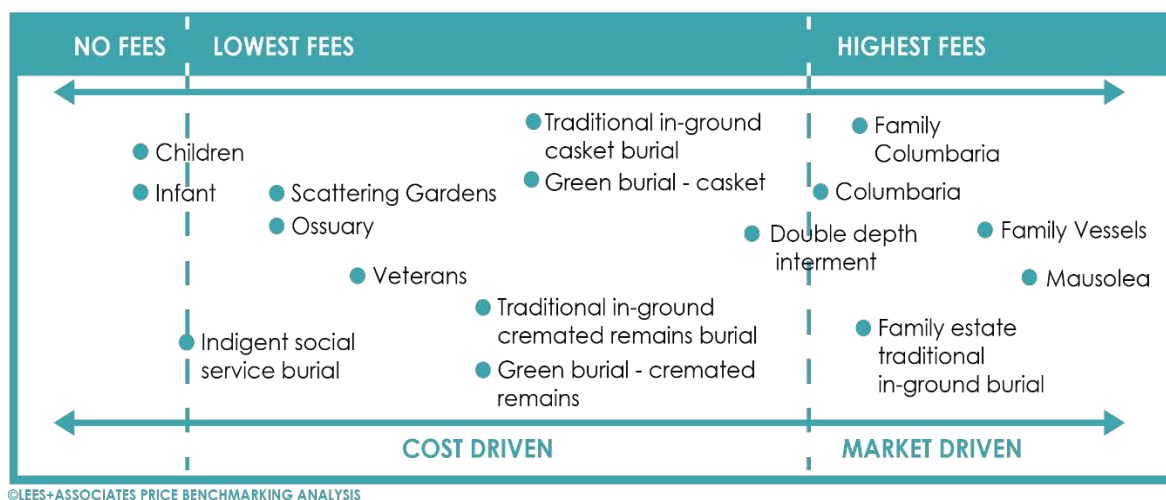 NO FEES
LOWEST FEES
HIGHEST FEES
Children
Infant
Scattering Gardens
Ossuary
Veterans
Indigent social
service burial
Traditional in-ground
casket burial
Green burial - casket
Traditional in-ground
cremated remains burial
Green burial - cremated
remains
Double depth
interment
Family
Columbaria
Columbaria
Family Vessels
Mausolea
Family estate
traditional
in-ground burial
COST DRIVEN
MARKET DRIVEN
©LEES+ASSOCIATES PRICE BENCHMARKING ANALYSIS